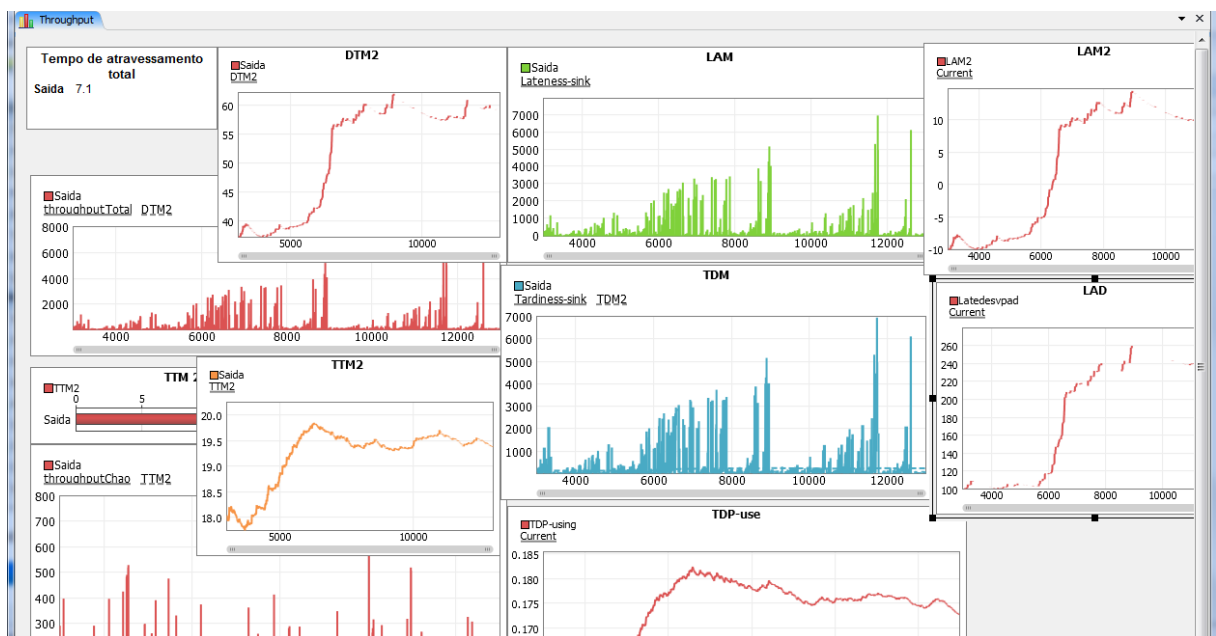 Throughput
Tempo de atravessamento
total
Saida 7.1
DTM2
Saida
DTM2
60
55
50
45
40
5000 10000
LAM
Saida
Lateness-sink
7000
6000
5000
4000
3000
2000
1000
0
4000 6000 8000 10000 12000
LAM2
LAM2
Current
10
5
0
-5
-10
4000 6000 8000 10000
Saida
throughputTotal DTM2
8000
6000
4000
2000
4000 6000 8000 10000 12000
TDM
Saida
Tardiness-sink TDM2
7000
6000
5000
4000
3000
2000
1000
4000 6000 8000 10000 12000
LAD
Latedesvpad
Current
260
240
220
200
180
160
140
120
100
4000 6000 8000 10000
TTM 2
TTM2
0 5
Saida
TTM2
Saida
TTM2
20.0
19.5
19.0
18.5
18.0
5000 10000
Saida
throughputChao TTM2
800
700
600
500
400
300
TDP-use
TDP-using
Current
0.185
0.180
0.175
0.170